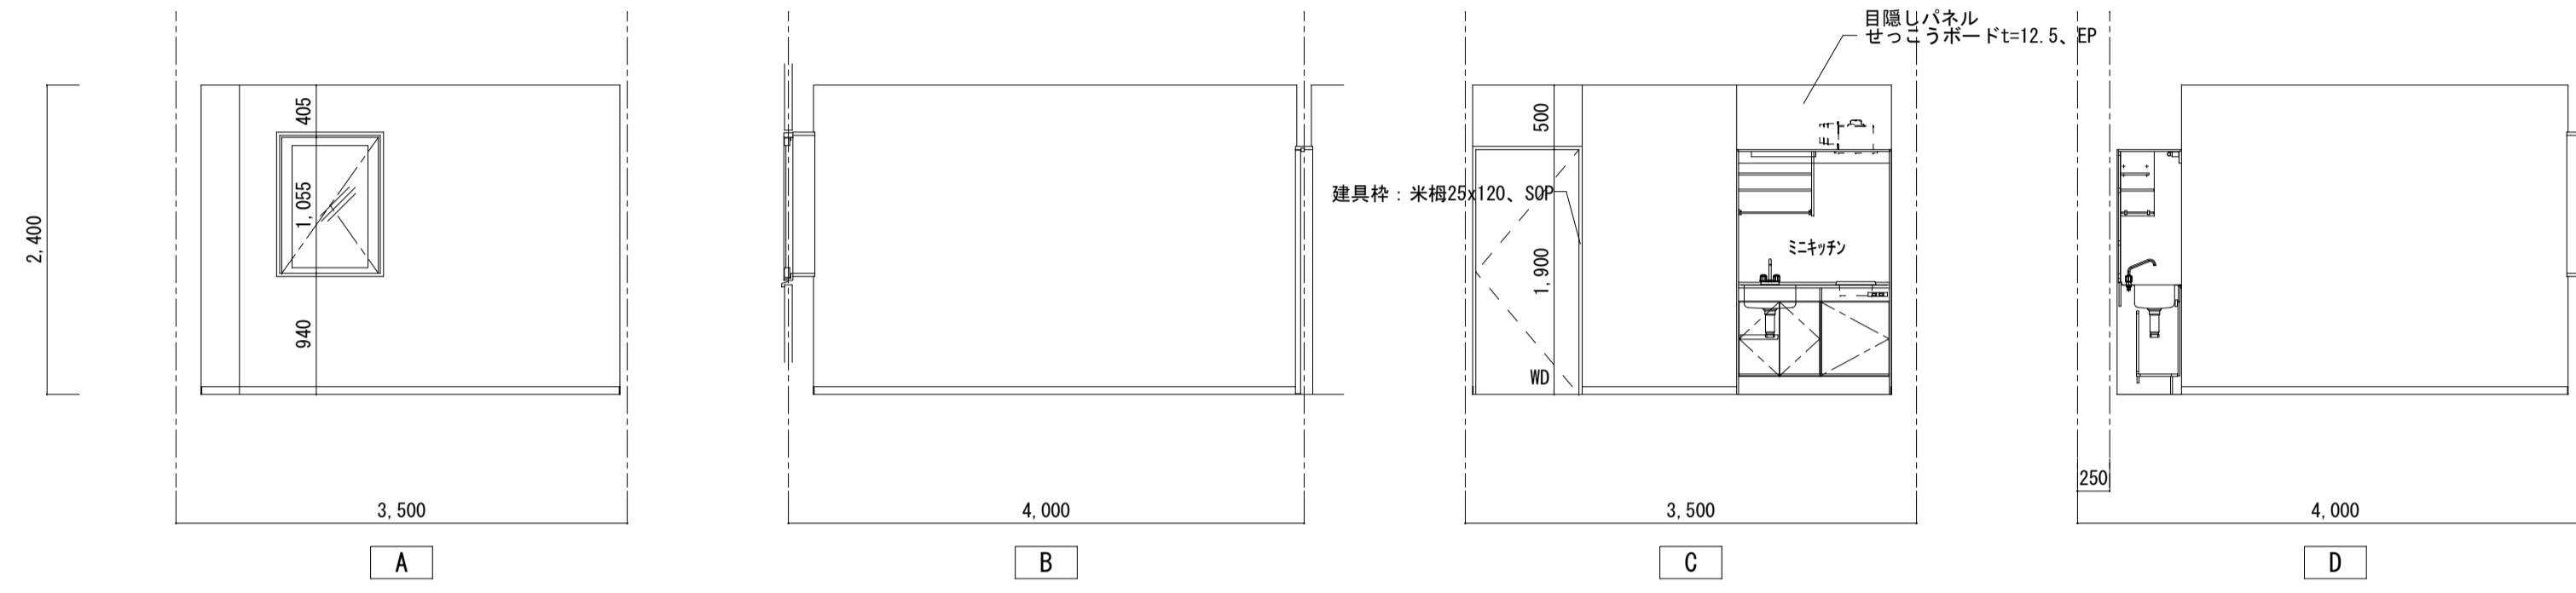 目隠しパネル
せっこうボードt=12.5、EP
405
500
1,055
建具枠：米栂25x120、SOP
2,400
ミニキッチン
1,900
940
WD
250
3,500
4,000
3,500
4,000
A
B
C
D